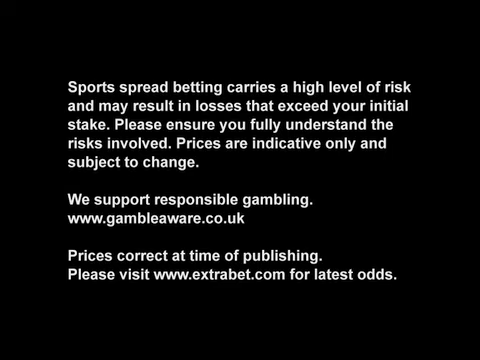 Sports spread betting carries a high level of risk
and may result in losses that exceed your initial
stake. Please ensure you fully understand the
risks involved. Prices are indicative only and
subject to change.
We support responsible gambling.
www.gambleaware.co.uk
Prices correct at time of publishing.
Please visit www.extrabet.com for latest odds.